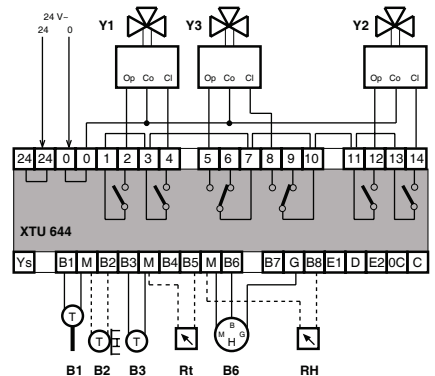 24 V~
24 0
Y1 Y3 Y2
Op Co Cl Op Co Cl Op Co Cl
24 24 0 0 1 2 3 4 5 6 7 8 9 10 11 12 13 14
XTU 644
Ys B1 M B2 B3 M B4 B5 M B6 B7 G B8 E1 D E2 0C C
T
T T
B
M G
H
B1 B2 B3 Rt B6 RH